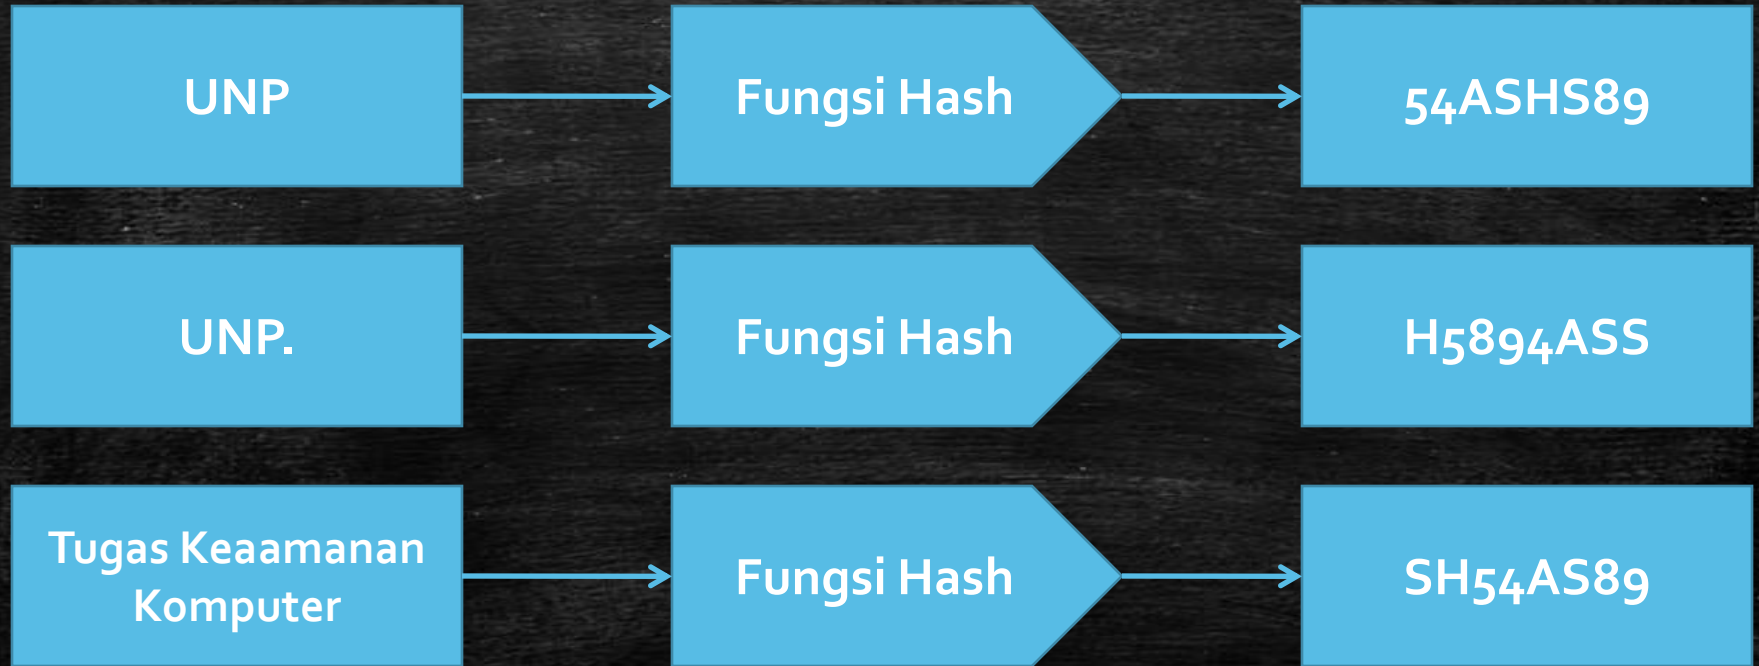 UNP
Fungsi Hash
54ASHS89
UNP.
Fungsi Hash
H5894ASS
Tugas Keaamanan
Komputer
Fungsi Hash
SH54AS89